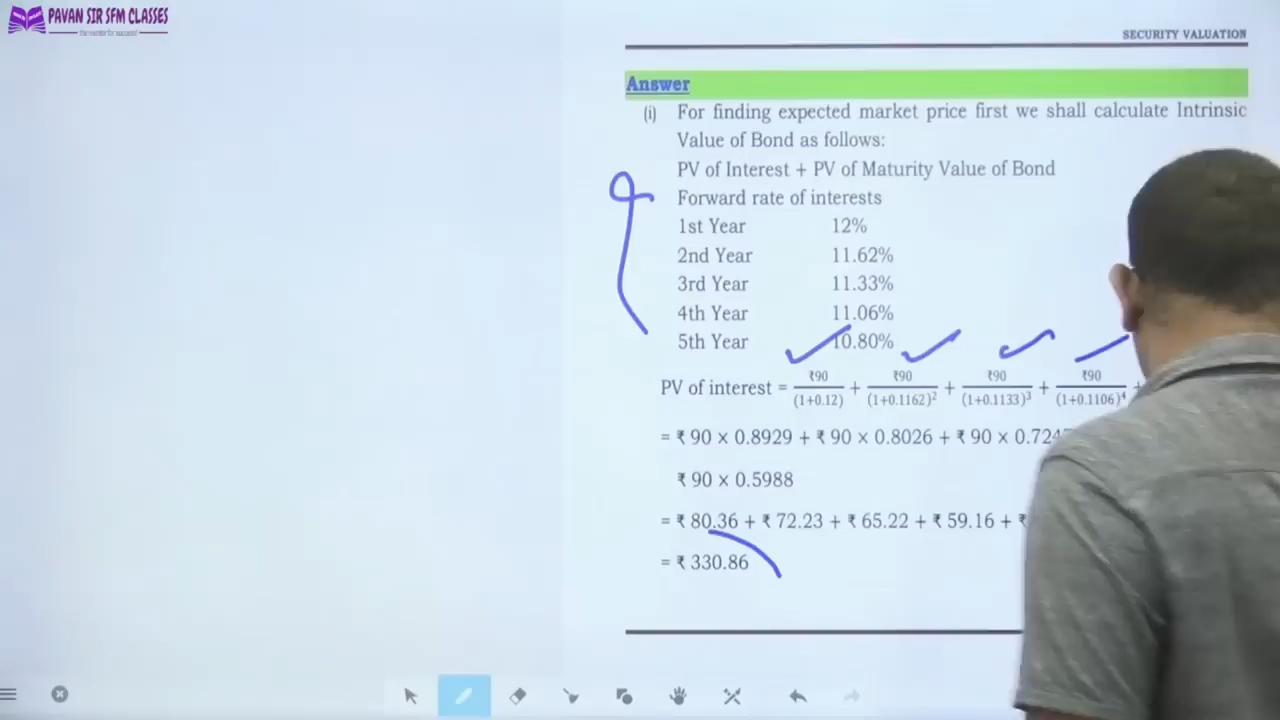 PAVAN SIR SFM CLASSES
SECURITY VALUATION
Answer
(i) For finding expected market price first we shall calculate Intrinsic
Value of Bond as follows:
PV of Interest + PV of Maturity Value of Bond
Forward rate of interests
1st Year 12%
2nd Year 11.62%
3rd Year 11.33%
4th Year 11.06%
5th Year 10.80%
PV of interest = ₹90/(1+0.12) + ₹90/(1+0.1162)² + ₹90/(1+0.1133)³ + ₹90/(1+0.1106)⁴ +
= ₹ 90 × 0.8929 + ₹ 90 × 0.8026 + ₹ 90 × 0.724
₹ 90 × 0.5988
= ₹ 80.36 + ₹ 72.23 + ₹ 65.22 + ₹ 59.16 + ₹
= ₹ 330.86